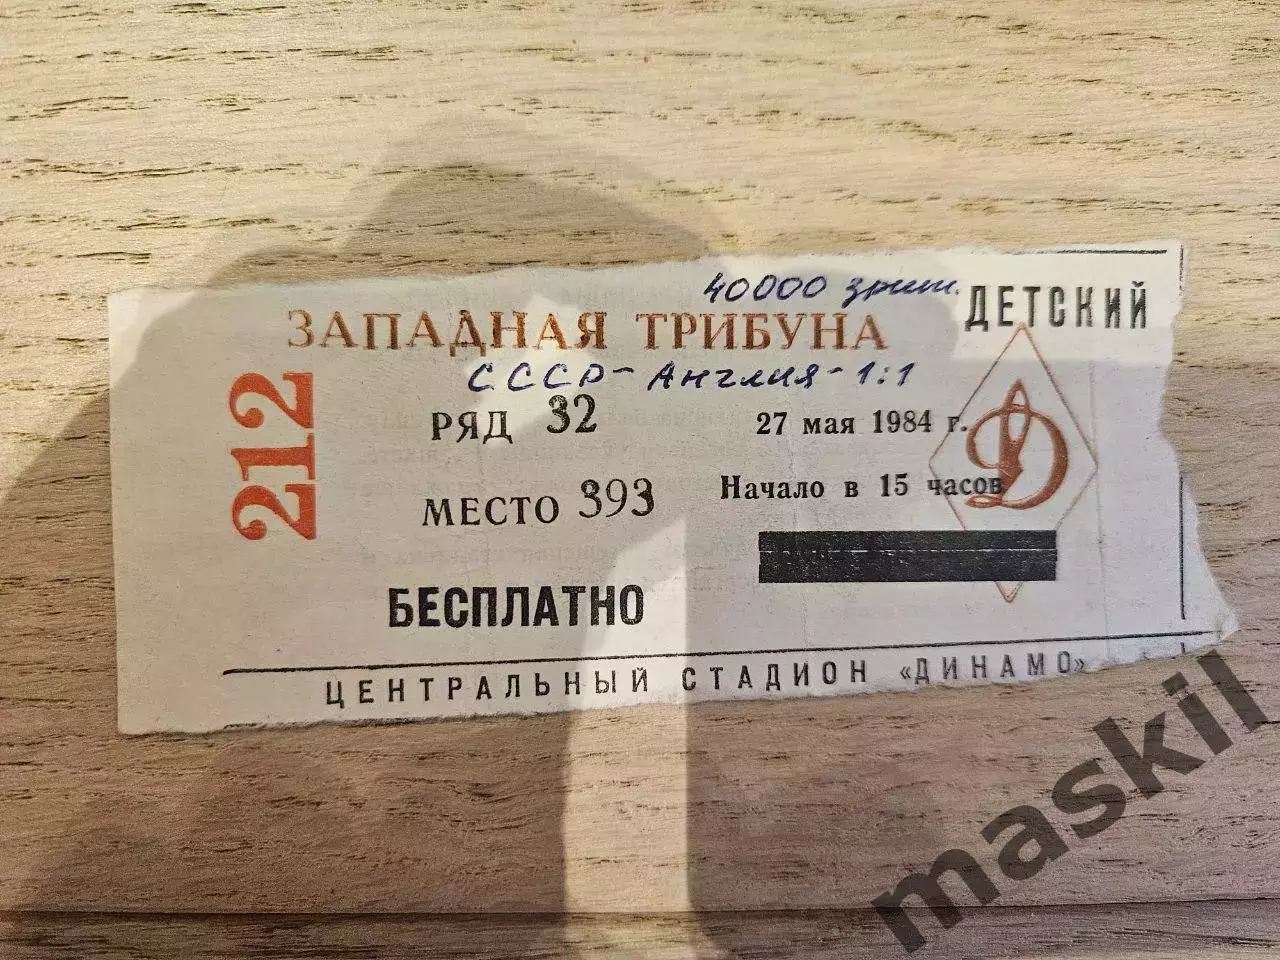 40000 зрит.
ДЕТСКИЙ
ЗАПАДНАЯ ТРИБУНА
СССР-Англия-1:1
212
РЯД 32
27 мая 1984 г.
МЕСТО 393
Начало в 15 часов
Д
БЕСПЛАТНО
ЦЕНТРАЛЬНЫЙ СТАДИОН «ДИНАМО»
maskil